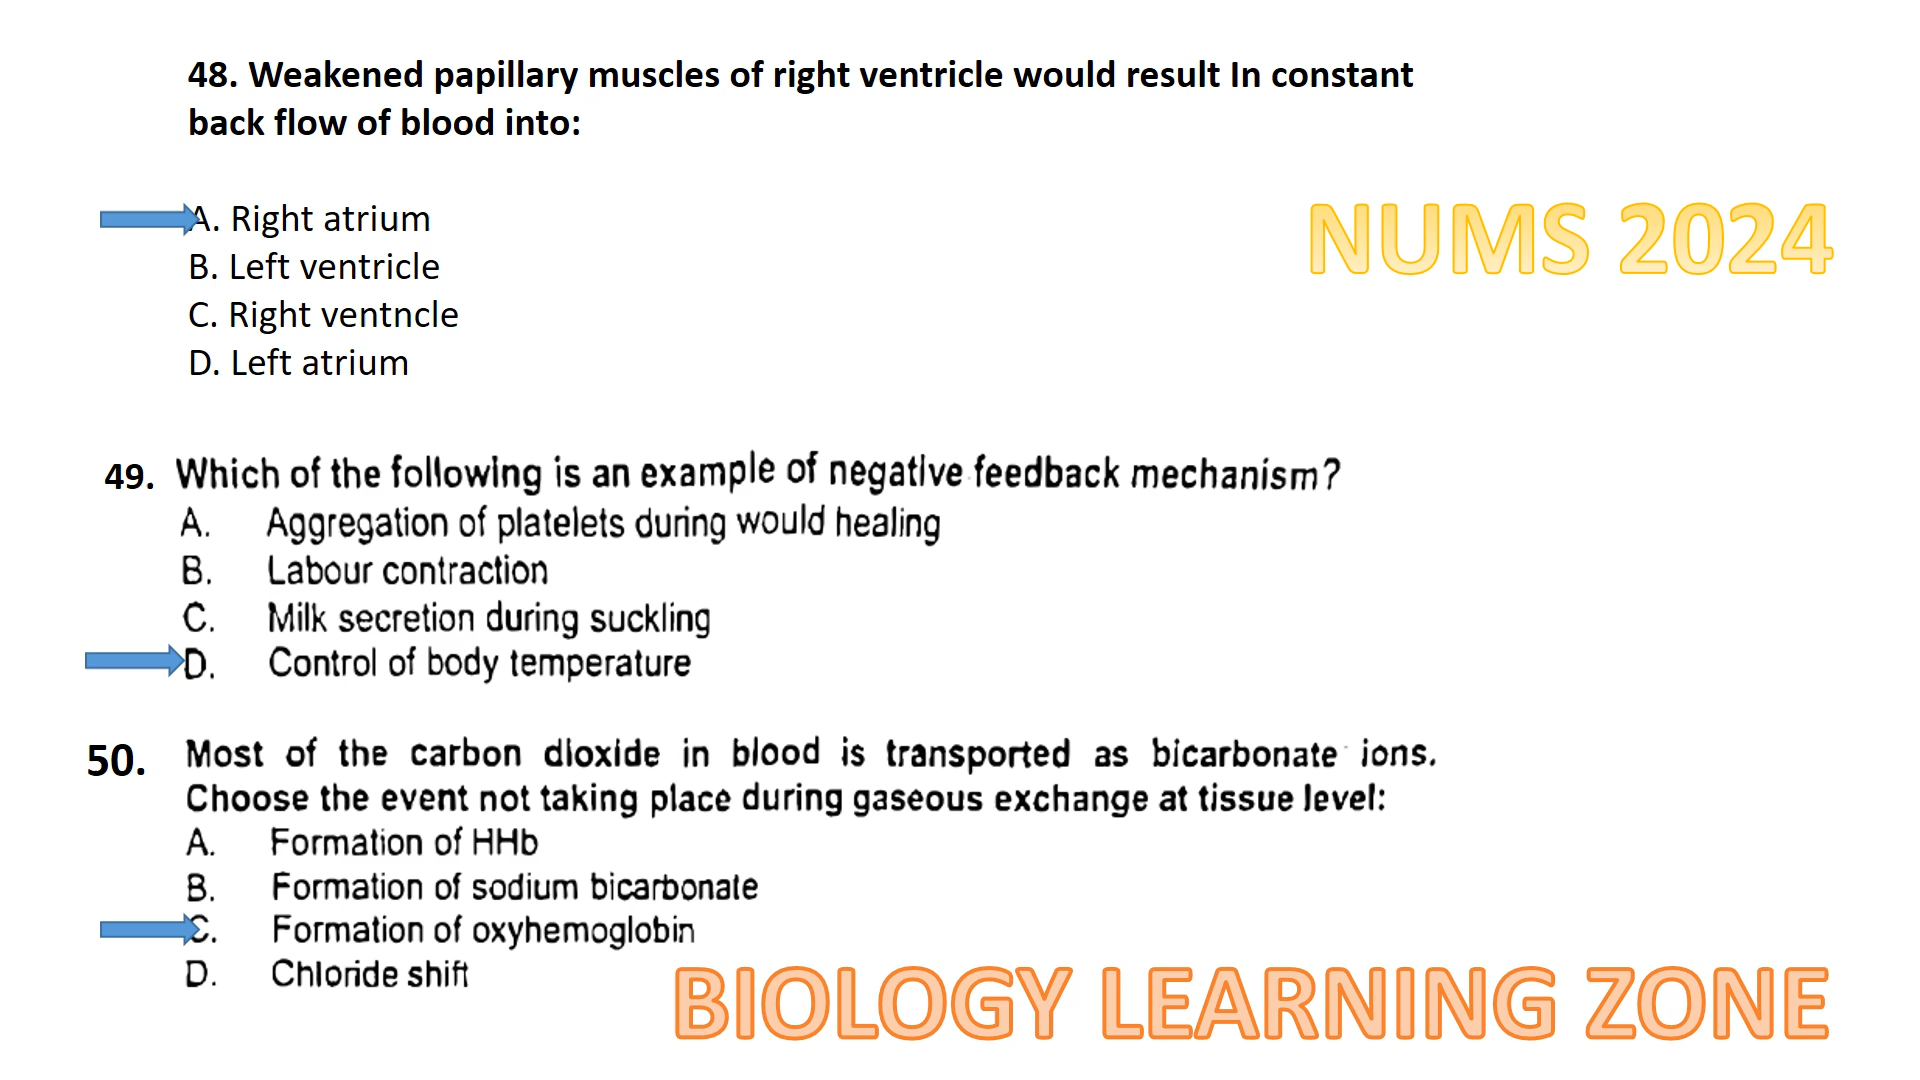 48. Weakened papillary muscles of right ventricle would result In constant
back flow of blood into:
A. Right atrium
B. Left ventricle
C. Right ventncle
D. Left atrium
NUMS 2024
49. Which of the following is an example of negative feedback mechanism?
A. Aggregation of platelets during would healing
B. Labour contraction
C. Milk secretion during suckling
D. Control of body temperature
50. Most of the carbon dioxide in blood is transported as bicarbonate ions.
Choose the event not taking place during gaseous exchange at tissue level:
A. Formation of HHb
B. Formation of sodium bicarbonate
C. Formation of oxyhemoglobin
D. Chloride shift
BIOLOGY LEARNING ZONE